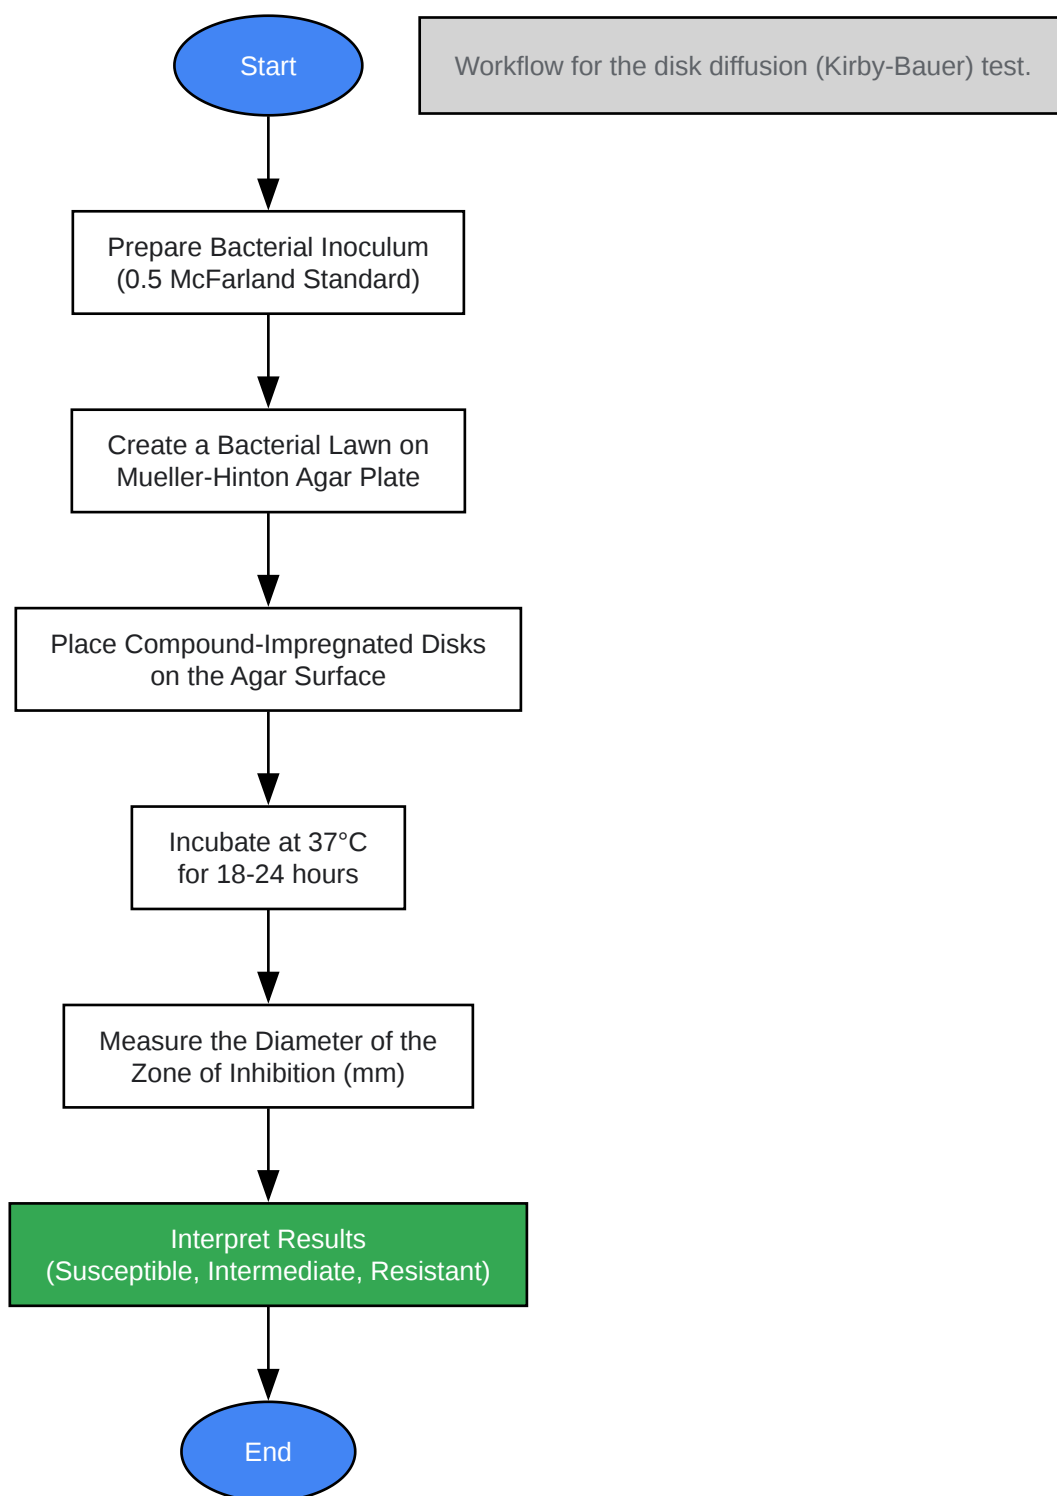 Start
Workflow for the disk diffusion (Kirby-Bauer) test.
Prepare Bacterial Inoculum
(0.5 McFarland Standard)
Create a Bacterial Lawn on
Mueller-Hinton Agar Plate
Place Compound-Impregnated Disks
on the Agar Surface
Incubate at 37°C
for 18-24 hours
Measure the Diameter of the
Zone of Inhibition (mm)
Interpret Results
(Susceptible, Intermediate, Resistant)
End